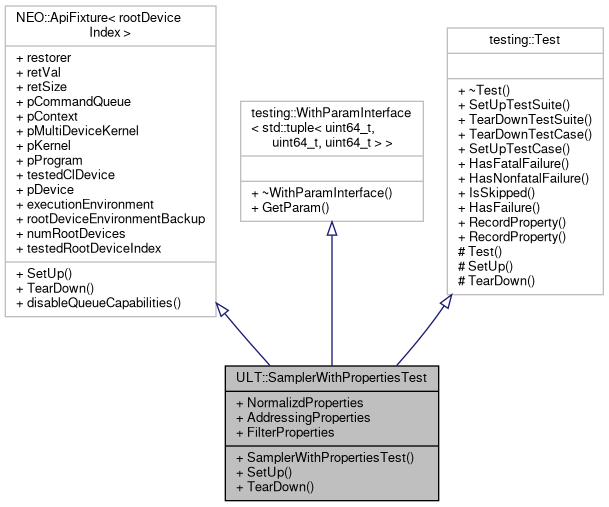 NEO::ApiFixture< rootDevice
Index >
+ restorer
+ retVal
+ retSize
+ pCommandQueue
+ pContext
+ pMultiDeviceKernel
+ pKernel
+ pProgram
+ testedClDevice
+ pDevice
+ executionEnvironment
+ rootDeviceEnvironmentBackup
+ numRootDevices
+ testedRootDeviceIndex
+ SetUp()
+ TearDown()
+ disableQueueCapabilities()
testing::WithParamInterface
< std::tuple< uint64_t,
uint64_t, uint64_t > >
+ ~WithParamInterface()
+ GetParam()
testing::Test
+ ~Test()
+ SetUpTestSuite()
+ TearDownTestSuite()
+ TearDownTestCase()
+ SetUpTestCase()
+ HasFatalFailure()
+ HasNonfatalFailure()
+ IsSkipped()
+ HasFailure()
+ RecordProperty()
+ RecordProperty()
# Test()
# SetUp()
# TearDown()
ULT::SamplerWithPropertiesTest
+ NormalizdProperties
+ AddressingProperties
+ FilterProperties
+ SamplerWithPropertiesTest()
+ SetUp()
+ TearDown()